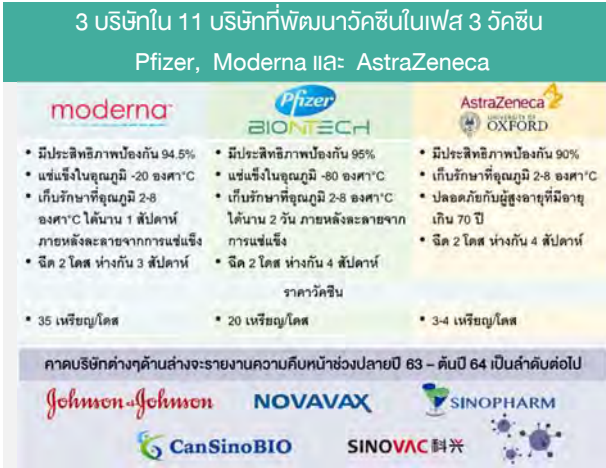 3 บริษัทใน 11 บริษัทที่พัฒนาวัคซีนในเฟส 3 วัคซีน
Pfizer, Moderna และ AstraZeneca
moderna
• มีประสิทธิภาพป้องกัน 94.5%
• แช่แข็งในอุณภูมิ -20 องศา°C
• เก็บรักษาที่อุณภูมิ 2-8
องศา°C ได้นาน 1 สัปดาห์
ภายหลังละลายจากการแช่แข็ง
• ฉีด 2 โดส ห่างกัน 3 สัปดาห์
Pfizer
BIONTECH
• มีประสิทธิภาพป้องกัน 95%
• แช่แข็งในอุณภูมิ -80 องศา°C
• เก็บรักษาที่อุณภูมิ 2-8 องศา°C
ได้นาน 2 วัน ภายหลังละลายจาก
การแช่แข็ง
• ฉีด 2 โดส ห่างกัน 4 สัปดาห์
AstraZeneca
UNIVERSITY OF
OXFORD
• มีประสิทธิภาพป้องกัน 90%
• เก็บรักษาที่อุณภูมิ 2-8 องศา°C
• ปลอดภัยกับผู้สูงอายุที่มีอายุ
เกิน 70 ปี
• ฉีด 2 โดส ห่างกัน 4 สัปดาห์
ราคาวัคซีน
• 35 เหรียญ/โดส
• 20 เหรียญ/โดส
• 3-4 เหรียญ/โดส
คาดบริษัทต่างๆด้านล่างจะรายงานความคืบหน้าช่วงปลายปี 63 – ต้นปี 64 เป็นลำดับต่อไป
Johnson&Johnson
NOVAVAX
SINOPHARM
CanSinoBIO
SINOVAC 科兴